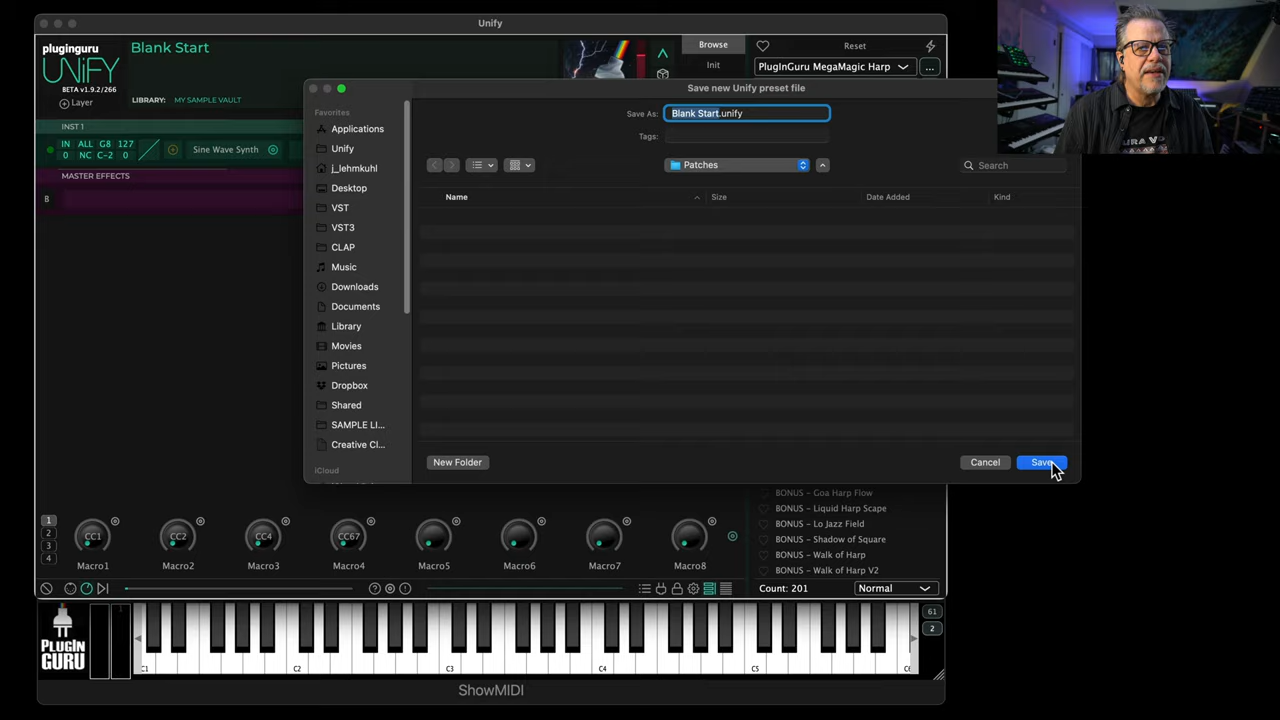 Unify
pluginguru
UNiFY
BETA v1.9.2/266
Layer
Blank Start
LIBRARY: MY SAMPLE VAULT
Browse
Init
Reset
PlugInGuru MegaMagic Harp
...
INST 1
IN ALL G8 127
0 NC C-2 0
Sine Wave Synth
MASTER EFFECTS
B
Save new Unify preset file
Save As: Blank Start.unify
Tags:
Patches
Search
Name Size Date Added Kind
Favorites
Applications
Unify
j_lehmkuhl
Desktop
VST
VST3
CLAP
Music
Downloads
Documents
Library
Movies
Pictures
Dropbox
Shared
SAMPLE LI...
Creative Cl...
iCloud
New Folder
Cancel
Save
BONUS - Goa Harp Flow
BONUS - Liquid Harp Scape
BONUS - Lo Jazz Field
BONUS - Shadow of Square
BONUS - Walk of Harp
BONUS - Walk of Harp V2
Count: 201
Normal
1
2
3
4
CC1 CC2 CC4 CC67
Macro1 Macro2 Macro3 Macro4 Macro5 Macro6 Macro7 Macro8
61
2
PLUGIN
GURU
1
C1 C2 C3 C4 C5
ShowMIDI